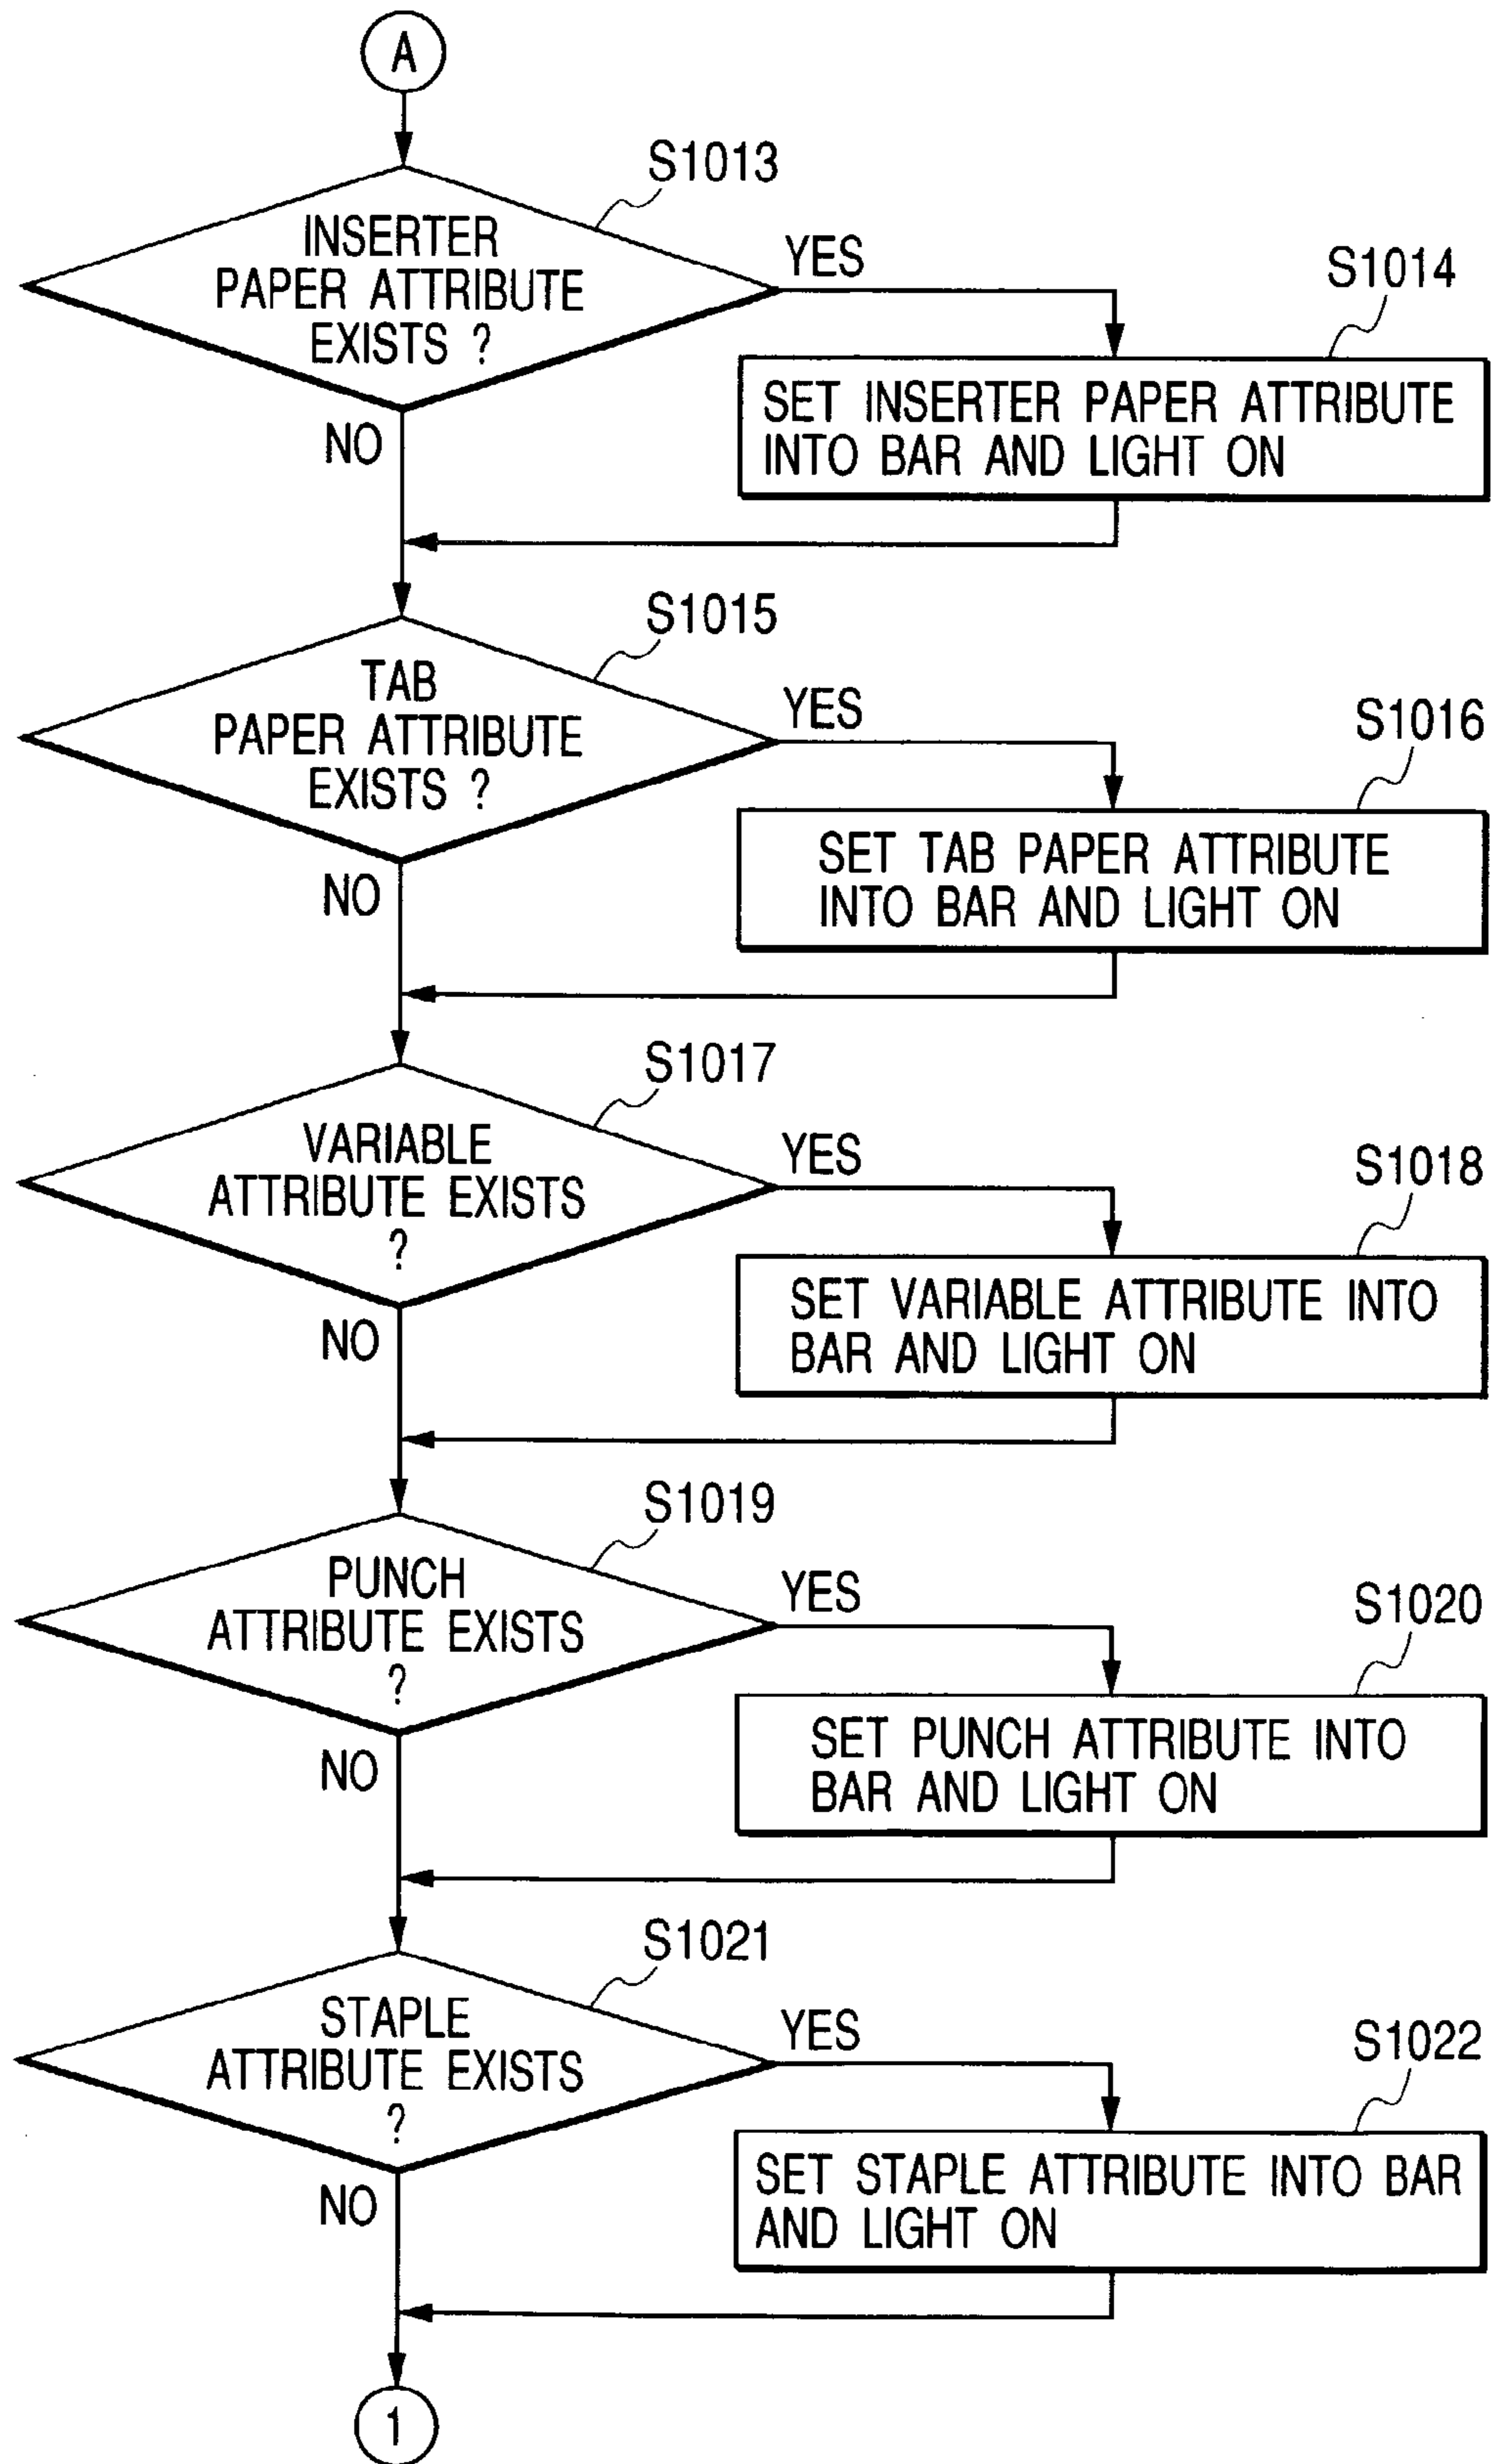 A
S1013
INSERTER
PAPER ATTRIBUTE
EXISTS ?
YES
NO
S1014
SET INSERTER PAPER ATTRIBUTE
INTO BAR AND LIGHT ON
S1015
TAB
PAPER ATTRIBUTE
EXISTS ?
YES
NO
S1016
SET TAB PAPER ATTRIBUTE
INTO BAR AND LIGHT ON
S1017
VARIABLE
ATTRIBUTE EXISTS
?
YES
NO
S1018
SET VARIABLE ATTRIBUTE INTO
BAR AND LIGHT ON
S1019
PUNCH
ATTRIBUTE EXISTS
?
YES
NO
S1020
SET PUNCH ATTRIBUTE INTO
BAR AND LIGHT ON
S1021
STAPLE
ATTRIBUTE EXISTS
?
YES
NO
S1022
SET STAPLE ATTRIBUTE INTO BAR
AND LIGHT ON
1